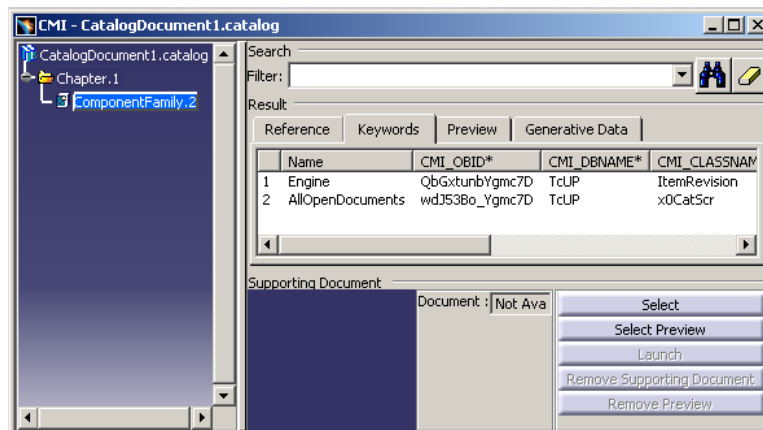 CMI - CatalogDocument1.catalog
CatalogDocument1.catalog
Chapter.1
ComponentFamily.2
Search
Filter:
Result
Reference Keywords Preview Generative Data
Name CMI_OBID* CMI_DBNAME* CMI_CLASSNAM
1 Engine QbGxtunbYgmc7D TcUP ItemRevision
2 AllOpenDocuments wdJ53Bo_Ygmc7D TcUP x0CatScr
Supporting Document
Document : Not Ava
Select
Select Preview
Launch
Remove Supporting Document
Remove Preview